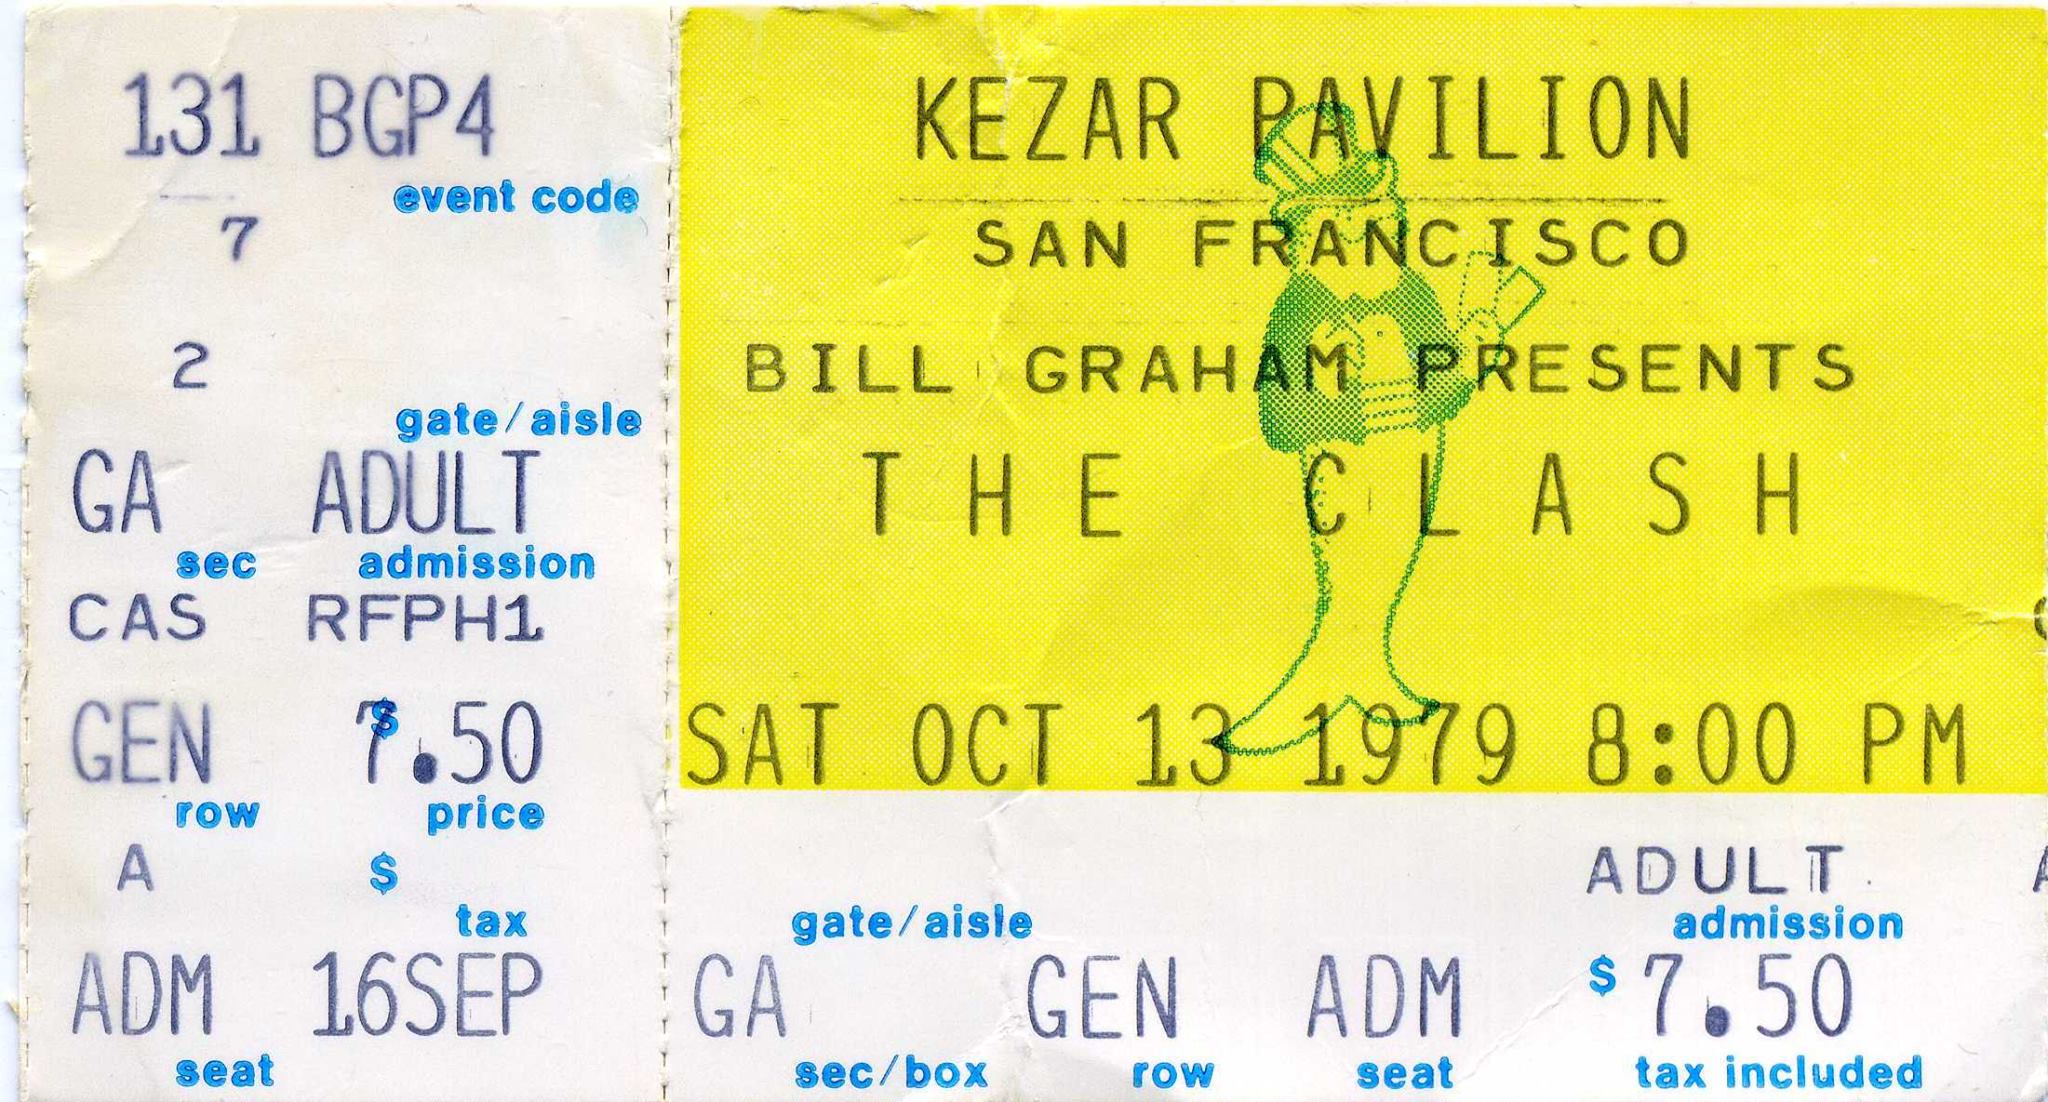 131 BGP4
event code
7
2
gate/aisle
GA ADULT
sec admission
CAS RFPH1
GEN $ 7.50
row price
A $
tax
ADM 16SEP
seat
KEZAR PAVILION
SAN FRANCISCO
BILL GRAHAM PRESENTS
THE CLASH
SAT OCT 13 1979 8:00 PM
ADULT
gate/aisle admission
GA GEN ADM $ 7.50
sec/box row seat tax included